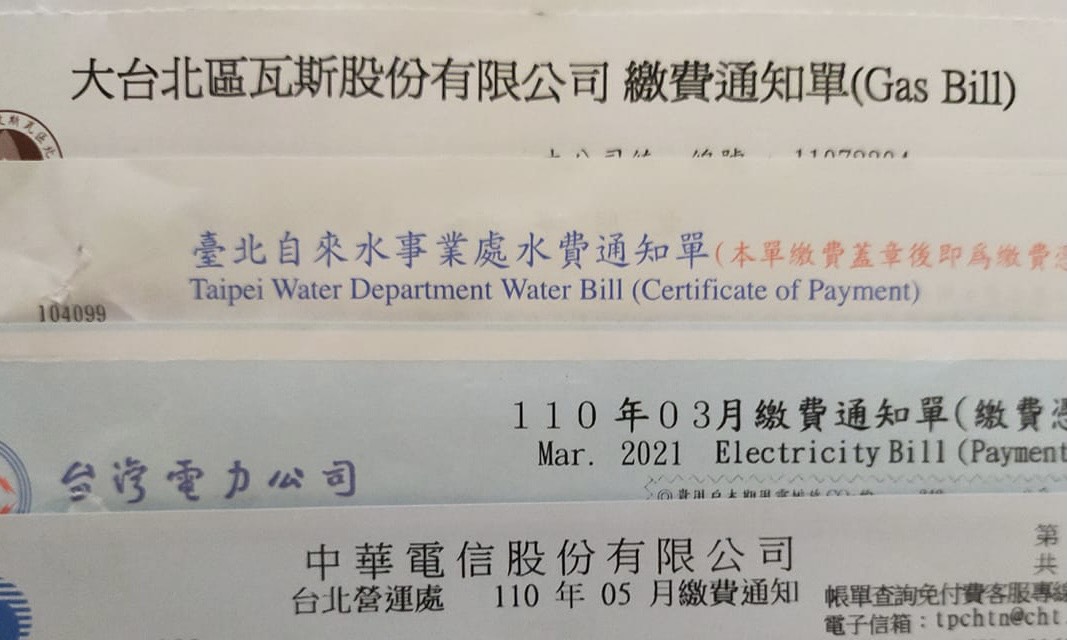 大台北區瓦斯股份有限公司 繳費通知單(Gas Bill)
臺北自來水事業處水費通知單(本單繳費蓋章後即爲繳費
Taipei Water Department Water Bill (Certificate of Payment)
104099
110年03月繳費通知單(繳費
Mar. 2021 Electricity Bill (Payment
台灣電力公司
中華電信股份有限公司
第
共
台北營運處 110 年 05 月繳費通知
帳單查詢免付費客服專線
電子信箱：tpchtn@cht